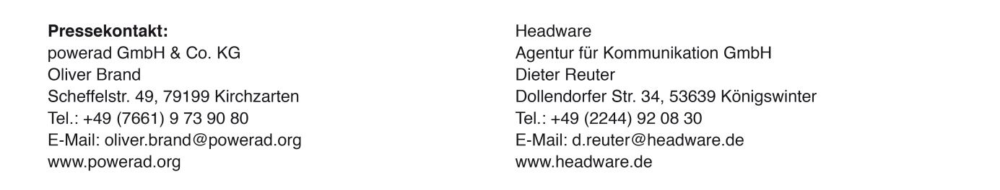 Pressekontakt:
powerad GmbH & Co. KG
Oliver Brand
Scheffelstr. 49, 79199 Kirchzarten
Tel.: +49 (7661) 9 73 90 80
E-Mail: oliver.brand@powerad.org
www.powerad.org
Headware
Agentur für Kommunikation GmbH
Dieter Reuter
Dollendorfer Str. 34, 53639 Königswinter
Tel.: +49 (2244) 92 08 30
E-Mail: d.reuter@headware.de
www.headware.de